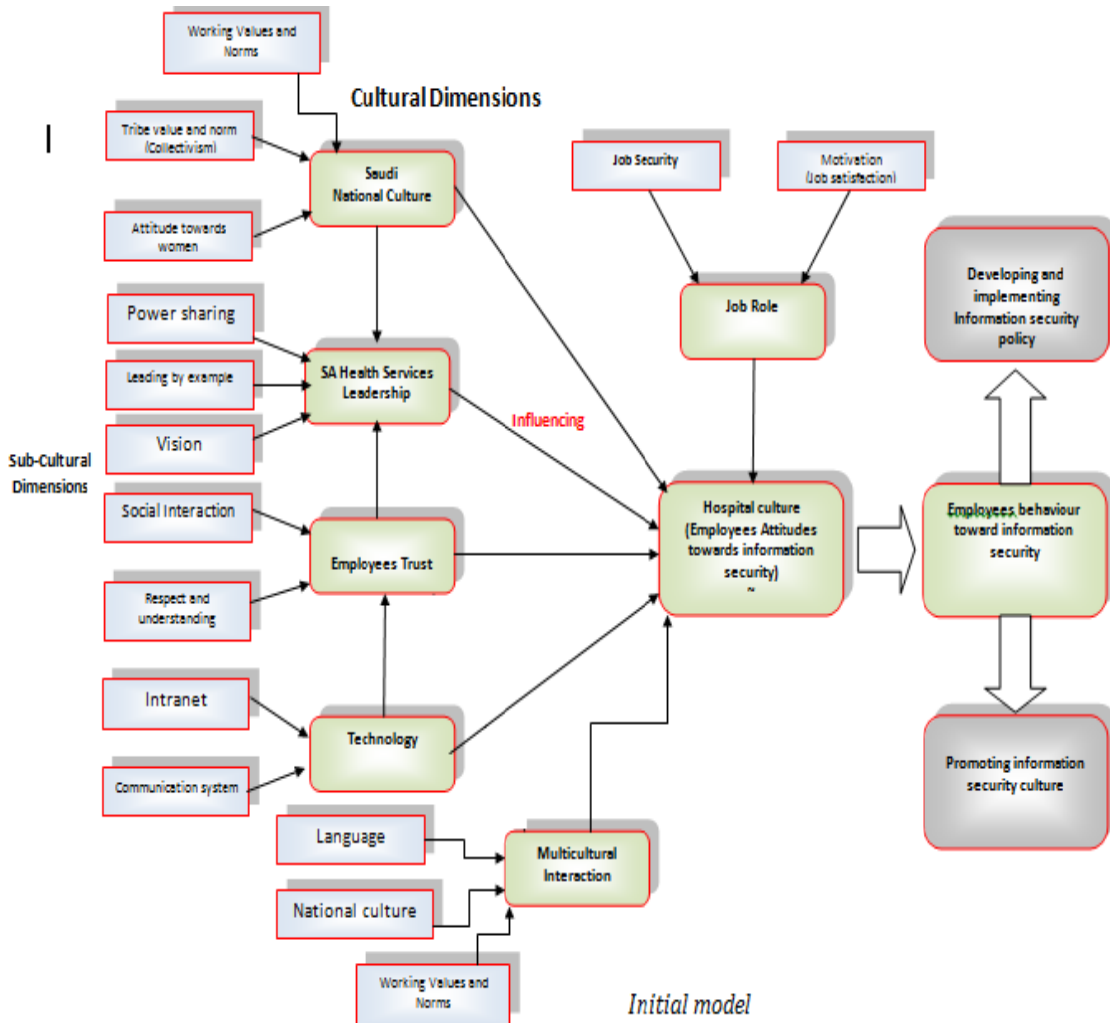 Working Values and
Norms
Cultural Dimensions
I
Tribe value and norm
(Collectivism)
Saudi
National Culture
Attitude towards
women
Job Security
Motivation
(Job satisfaction)
Job Role
Developing and
implementing
Information security
policy
Power sharing
Leading by example
SA Health Services
Leadership
Vision
Influencing
Sub-Cultural
Dimensions
Social Interaction
Employees Trust
Respect and
understanding
Hospital culture
(Employees Attitudes
towards information
security)
~
Employees behaviour
toward information
security
Intranet
Technology
Communication system
Promoting information
security culture
Language
Multicultural
Interaction
National culture
Working Values and
Norms
Initial model